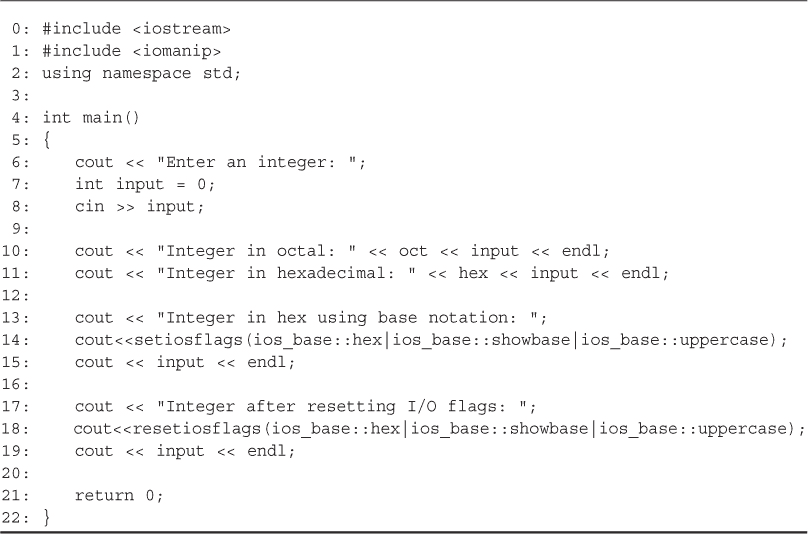 0: #include <iostream>
1: #include <iomanip>
2: using namespace std;
3:
4: int main()
5: {
6:    cout << "Enter an integer: ";
7:    int input = 0;
8:    cin >> input;
9:
10:    cout << "Integer in octal: " << oct << input << endl;
11:    cout << "Integer in hexadecimal: " << hex << input << endl;
12:
13:    cout << "Integer in hex using base notation: ";
14:    cout<<setiosflags(ios_base::hex|ios_base::showbase|ios_base::uppercase);
15:    cout << input << endl;
16:
17:    cout << "Integer after resetting I/O flags: ";
18:    cout<<resetiosflags(ios_base::hex|ios_base::showbase|ios_base::uppercase);
19:    cout << input << endl;
20:
21:    return 0;
22: }